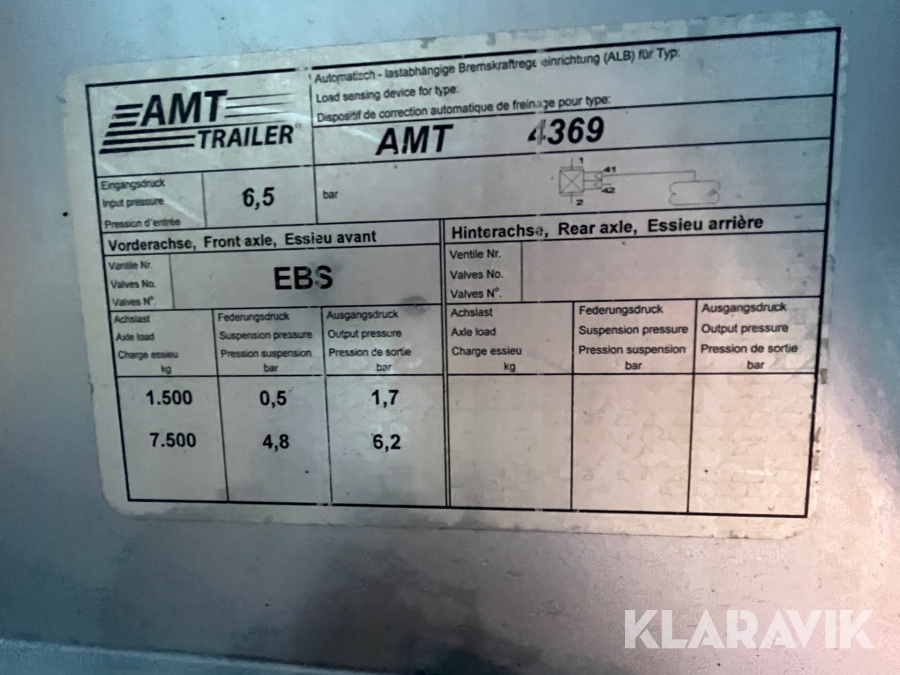 AMT
TRAILER
Automatisch - lastabhängige Bremskraftrege einrichtung (ALB) für Typ:
Load sensing device for type:
Dispositif de correction automatique de freinage pour type:
AMT 4369
Eingangsdruck
Input pressure
Pression d'entrée
6,5
bar
1
41
42
2
Vorderachse, Front axle, Essieu avant
Ventile Nr.
Valves No.
Valves N°.
EBS
Achslast
Axle load
Charge essieu
kg
Federungsdruck
Suspension pressure
Pression suspension
bar
Ausgangsdruck
Output pressure
Pression de sortie
bar
1.500 0,5 1,7
7.500 4,8 6,2
Hinterachse, Rear axle, Essieu arrière
Ventile Nr.
Valves No.
Valves N°.
Achslast
Axle load
Charge essieu
kg
Federungsdruck
Suspension pressure
Pression suspension
bar
Ausgangsdruck
Output pressure
Pression de sortie
bar
KLARAVIK